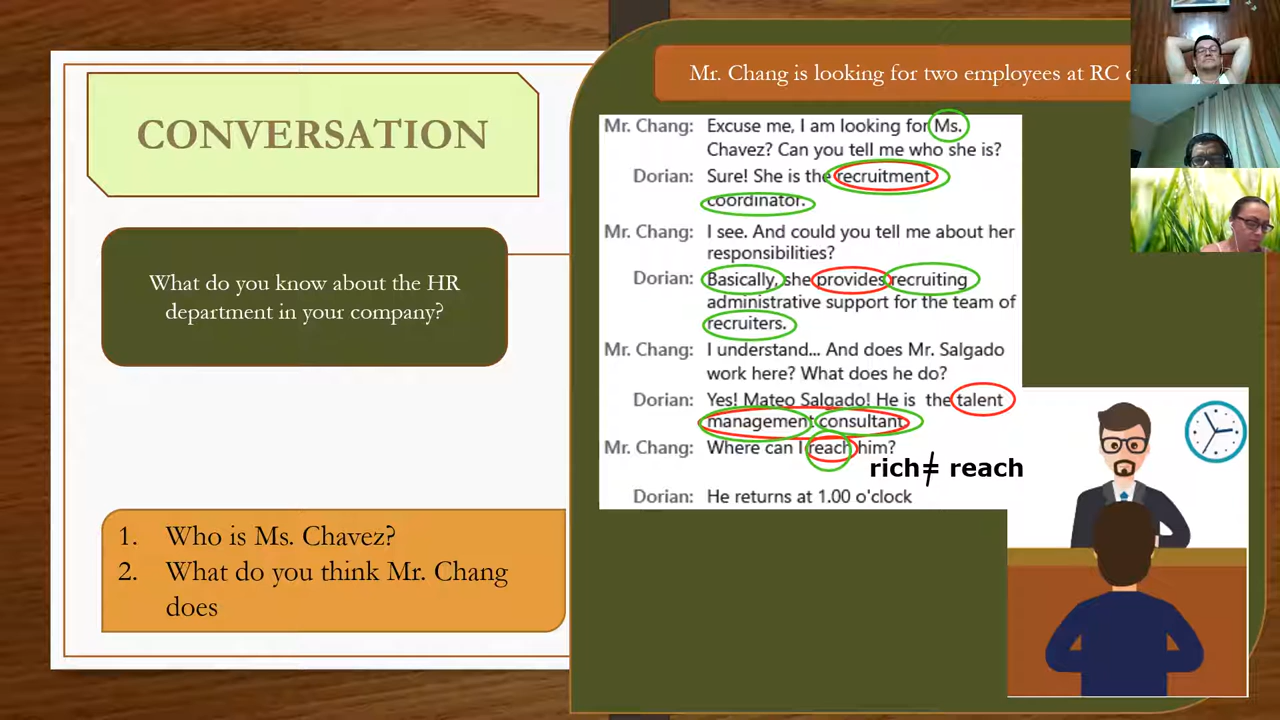 CONVERSATION
What do you know about the HR
department in your company?
1. Who is Ms. Chavez?
2. What do you think Mr. Chang
does
Mr. Chang is looking for two employees at RC
Mr. Chang: Excuse me, I am looking for Ms.
Chavez? Can you tell me who she is?
Dorian: Sure! She is the recruitment
coordinator.
Mr. Chang: I see. And could you tell me about her
responsibilities?
Dorian: Basically, she provides recruiting
administrative support for the team of
recruiters.
Mr. Chang: I understand... And does Mr. Salgado
work here? What does he do?
Dorian: Yes! Mateo Salgado! He is the talent
management consultant
Mr. Chang: Where can I reach him?
rich ≠ reach
Dorian: He returns at 1.00 o'clock